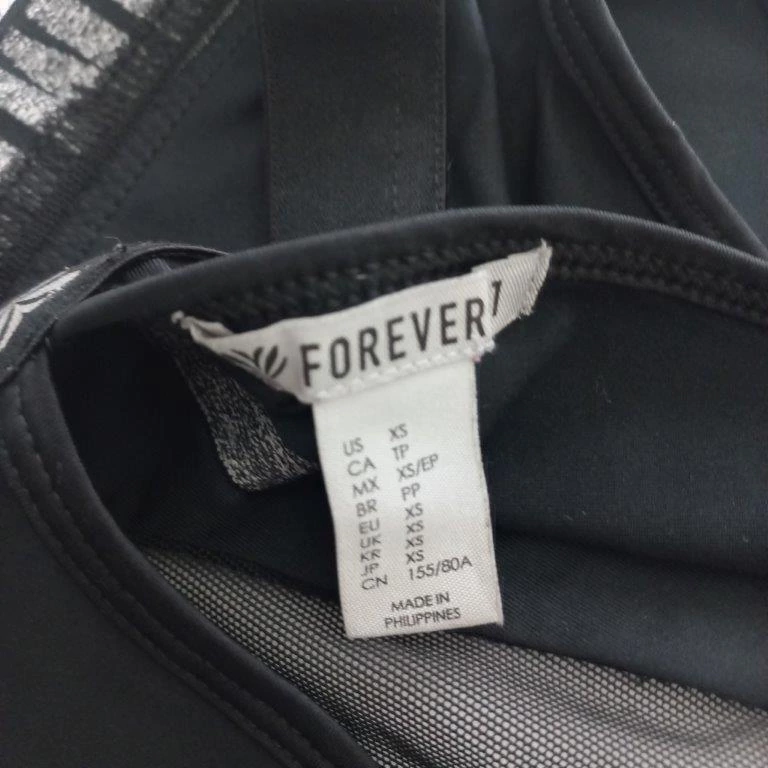 FOREVER
US XS
CA TP
MX XS/EP
BR PP
EU XS
UK XS
KR XS
JP XS
CN 155/80A
MADE IN
PHILIPPINES